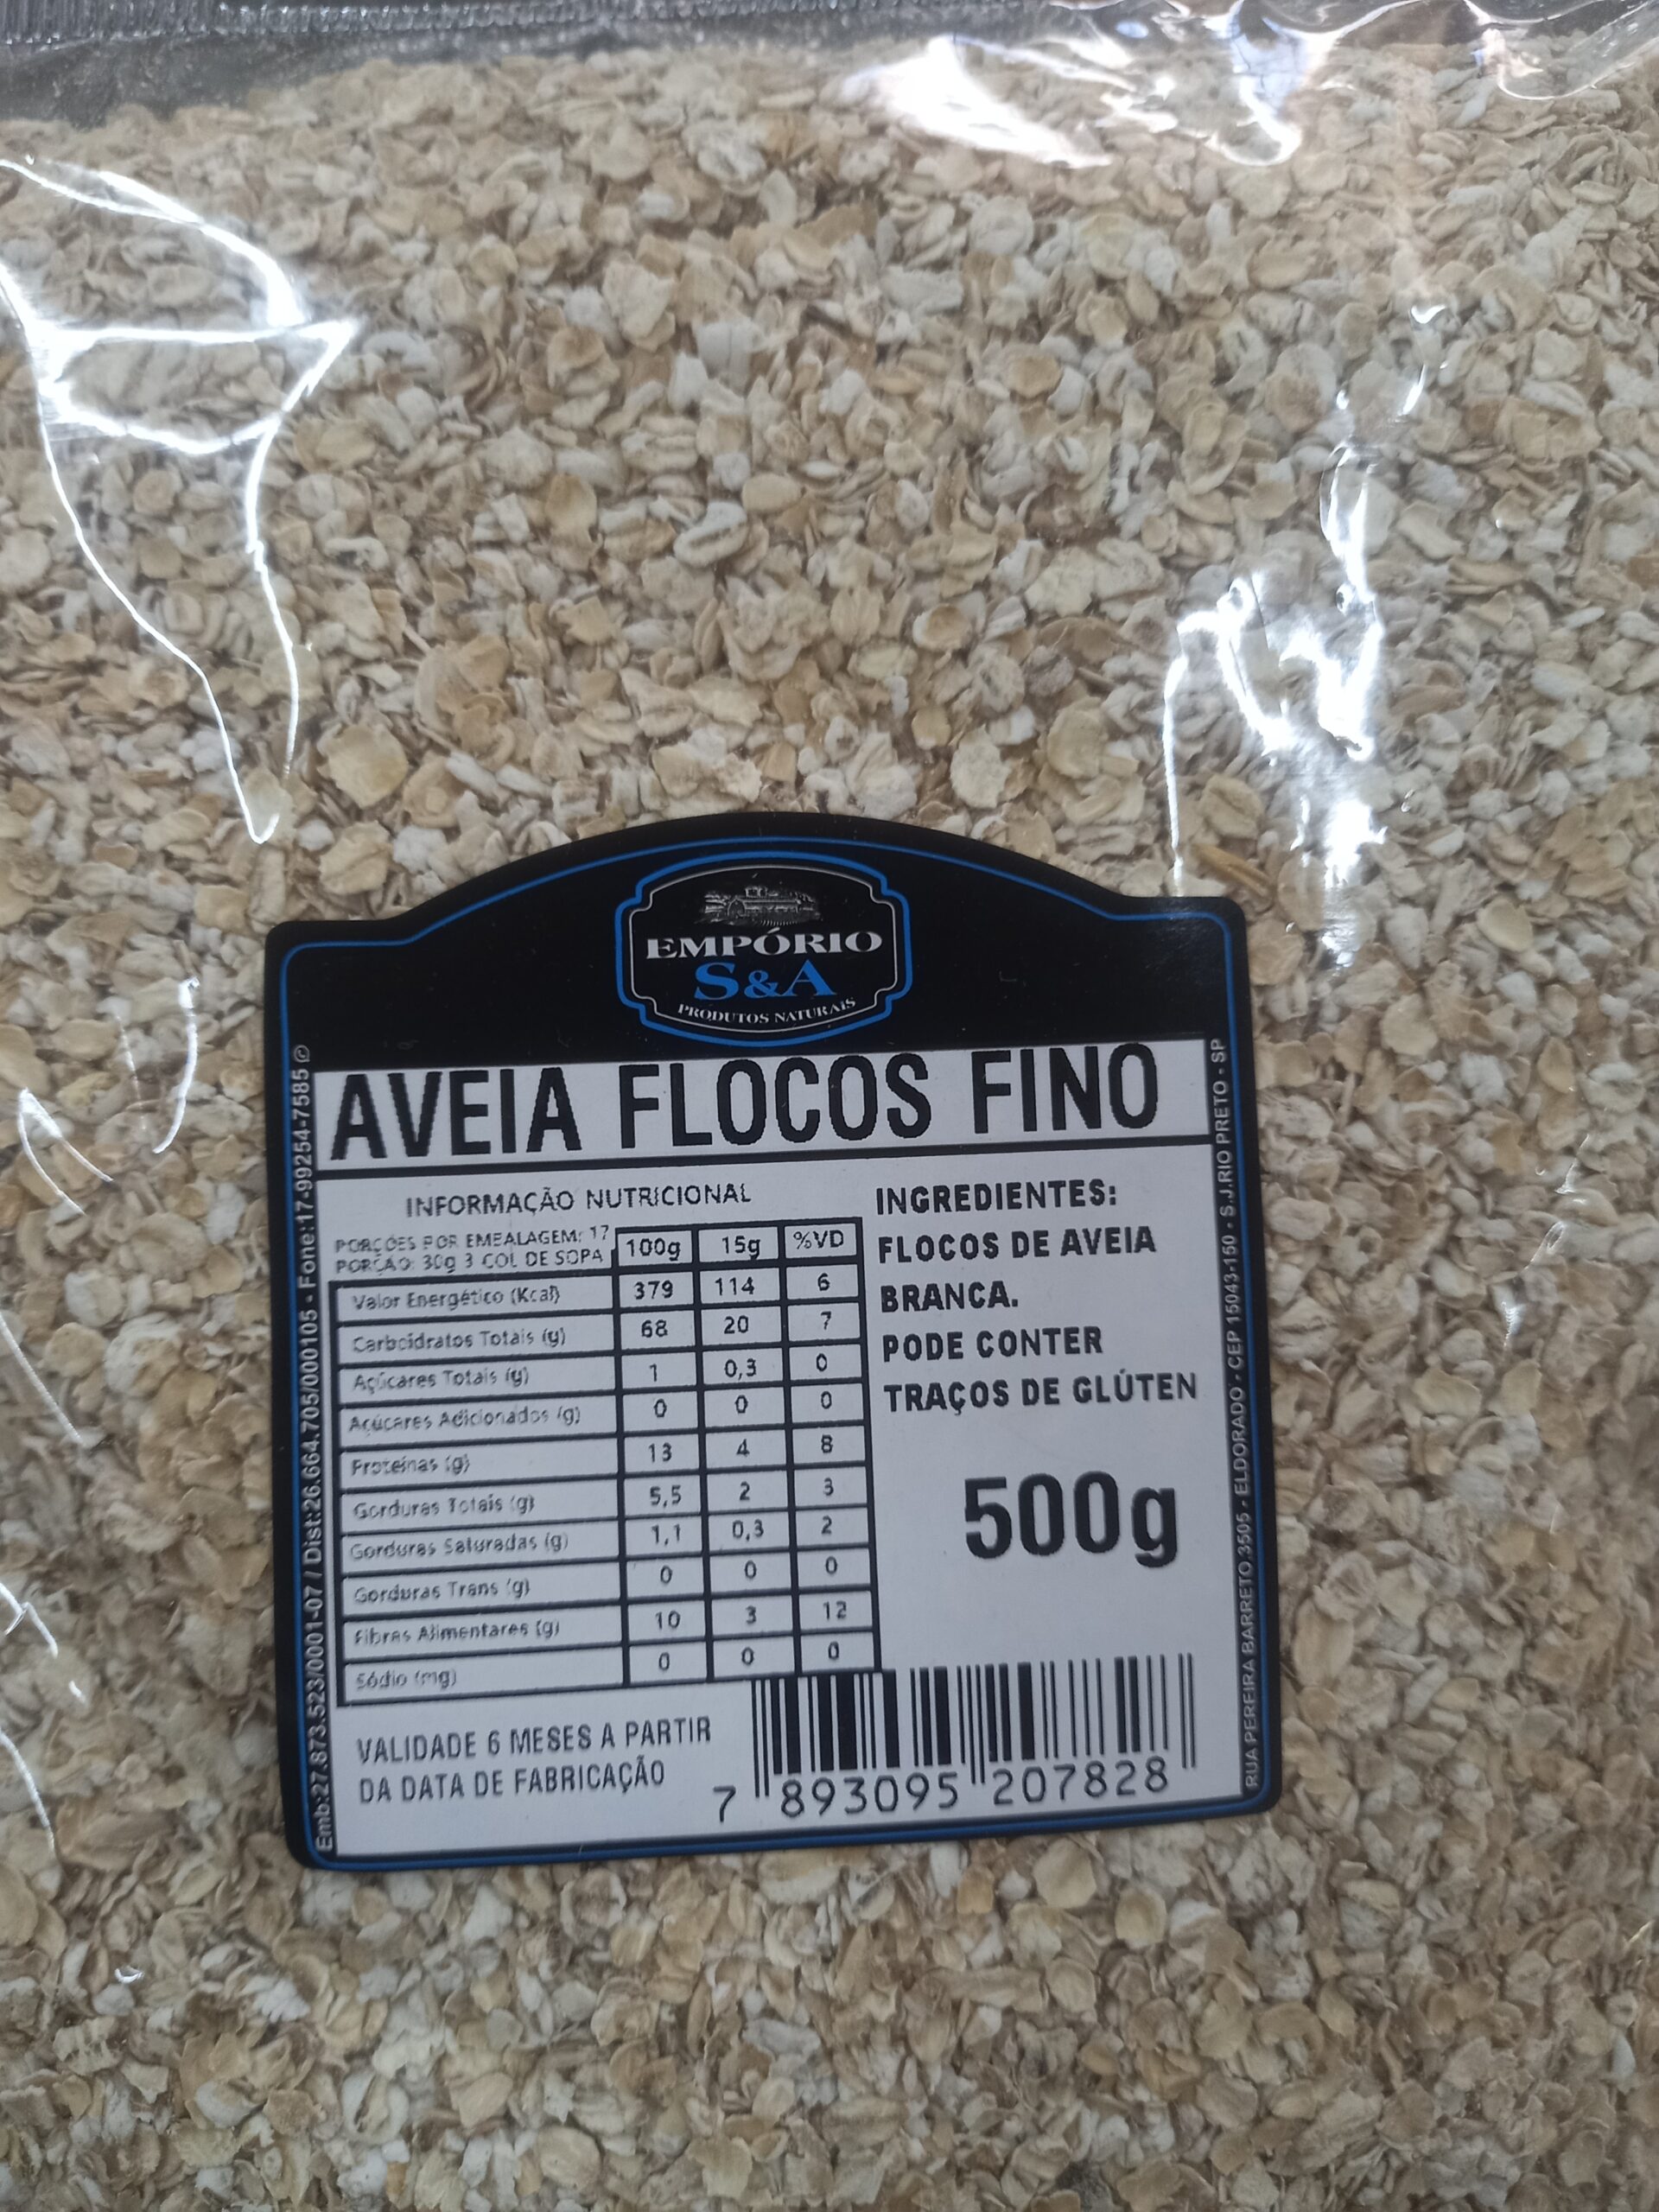 EMPÓRIO
S&A
PRODUTOS NATURAIS
AVEIA FLOCOS FINO
INFORMAÇÃO NUTRICIONAL
PORÇOES POR EMBALAGEM: 17
PORÇÃO: 30g 3 COL DE SOPA
100g 15g %VD
Valor Energético (Kcal) 379 114 6
Carboidratos Totais (g) 68 20 7
Açúcares Totais (g) 1 0,3 0
Açúcares Adicionados (g) 0 0 0
Proteínas (g) 13 4 8
Gorduras Totais (g) 5,5 2 3
Gorduras Saturadas (g) 1,1 0,3 2
Gorduras Trans (g) 0 0 0
Fibras Alimentares (g) 10 3 12
Sódio (mg) 0 0 0
INGREDIENTES:
FLOCOS DE AVEIA
BRANCA.
PODE CONTER
TRAÇOS DE GLÚTEN
500g
VALIDADE 6 MESES A PARTIR
DA DATA DE FABRICAÇÃO
7 893095 207828
Emb:27.873.523/0001-07 / Dist:26.664.705/000105 - Fone:17-99254-7585 ©
RUA PEREIRA BARRETO,3505 - ELDORADO - CEP 15043-150 - S.J.RIO PRETO - SP